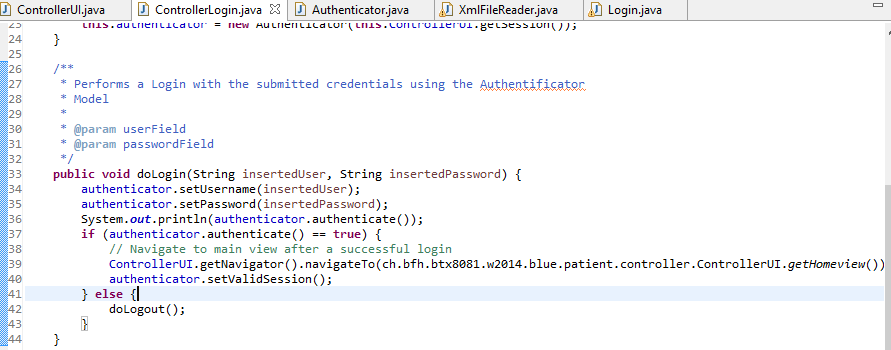 ControllerUI.java ControllerLogin.java Authenticator.java XmlFileReader.java Login.java
23 this.authenticator = new Authenticator(this.ControllerUI.getSession());
24 }
25
26 /**
27 * Performs a Login with the submitted credentials using the Authentificator
28 * Model
29 *
30 * @param userField
31 * @param passwordField
32 */
33 public void doLogin(String insertedUser, String insertedPassword) {
34 authenticator.setUsername(insertedUser);
35 authenticator.setPassword(insertedPassword);
36 System.out.println(authenticator.authenticate());
37 if (authenticator.authenticate() == true) {
38 // Navigate to main view after a successful login
39 ControllerUI.getNavigator().navigateTo(ch.bfh.btx8081.w2014.blue.patient.controller.ControllerUI.getHomeview())
40 authenticator.setValidSession();
41 } else {
42 doLogout();
43 }
44 }